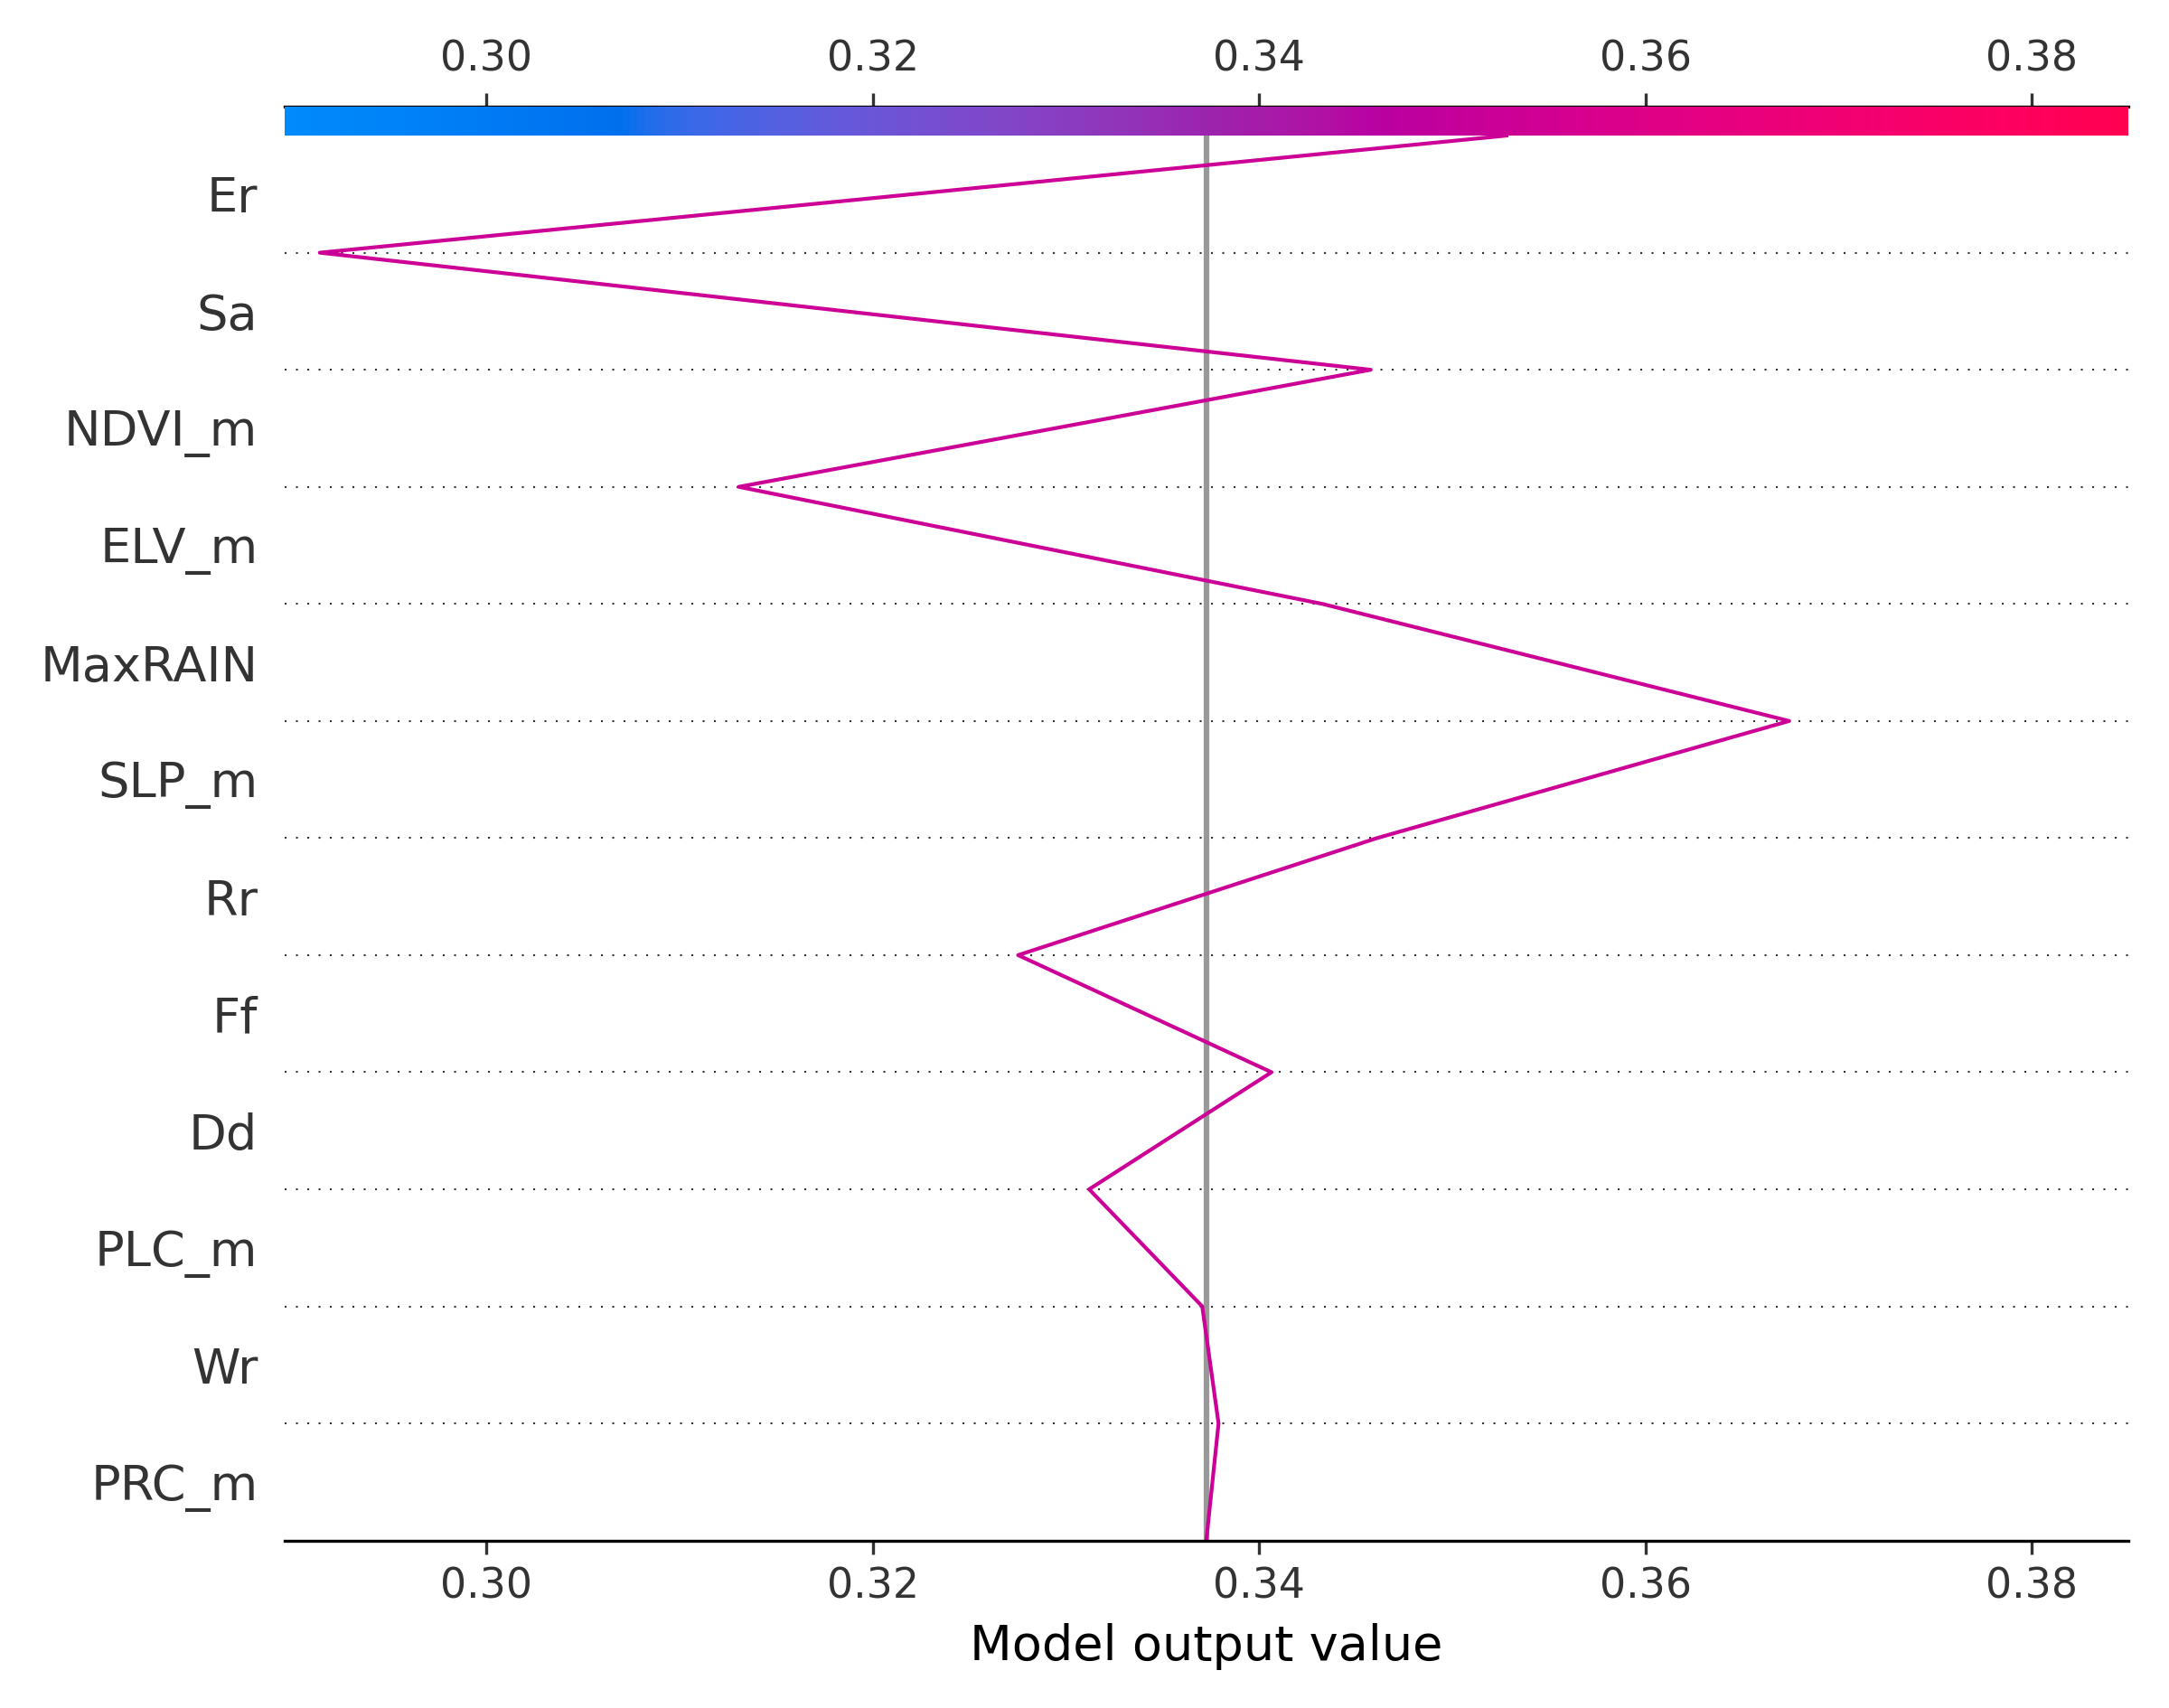 0.30 0.32 0.34 0.36 0.38
Er
Sa
NDVI_m
ELV_m
MaxRAIN
SLP_m
Rr
Ff
Dd
PLC_m
Wr
PRC_m
0.30 0.32 0.34 0.36 0.38
Model output value